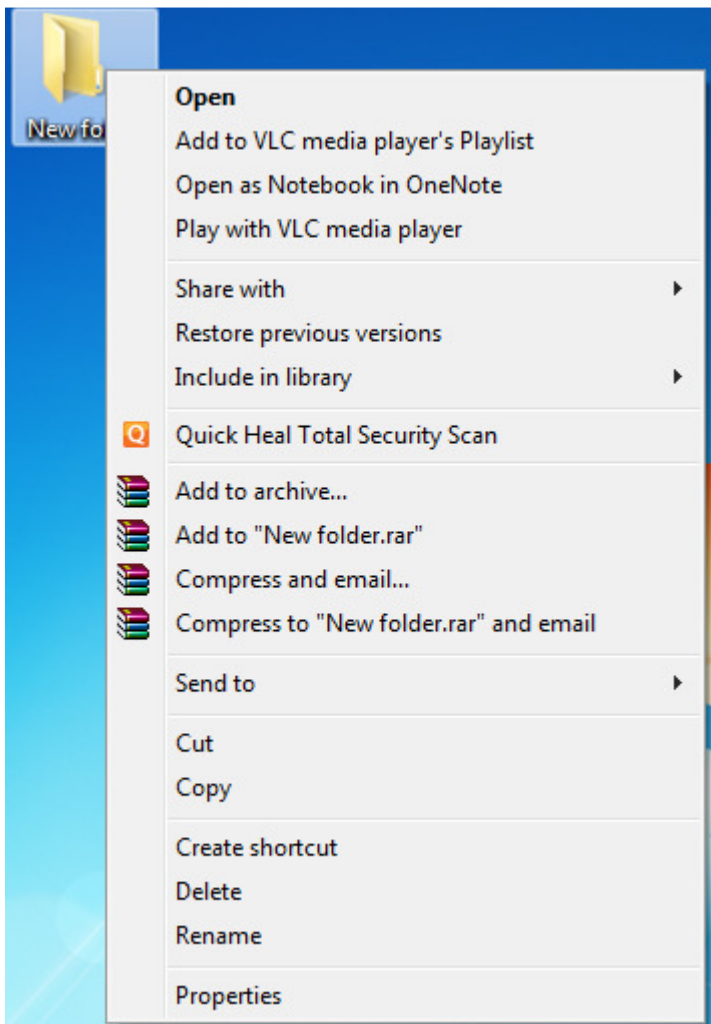 New fo
Open
Add to VLC media player's Playlist
Open as Notebook in OneNote
Play with VLC media player
Share with
Restore previous versions
Include in library
Q Quick Heal Total Security Scan
Add to archive...
Add to "New folder.rar"
Compress and email...
Compress to "New folder.rar" and email
Send to
Cut
Copy
Create shortcut
Delete
Rename
Properties